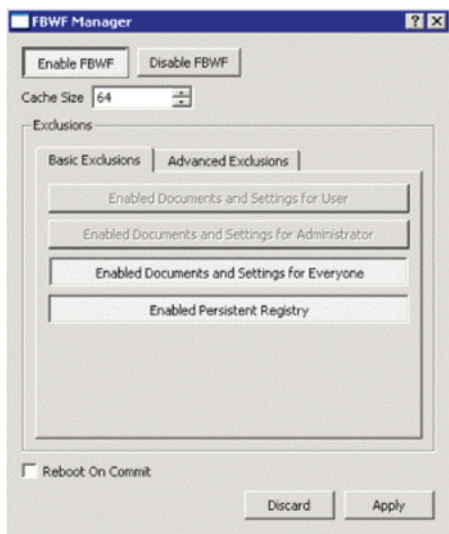 FBWF Manager
Enable FBWF Disable FBWF
Cache Size 64
Exclusions
Basic Exclusions Advanced Exclusions
Enabled Documents and Settings for User
Enabled Documents and Settings for Administrator
Enabled Documents and Settings for Everyone
Enabled Persistent Registry
Reboot On Commit
Discard Apply